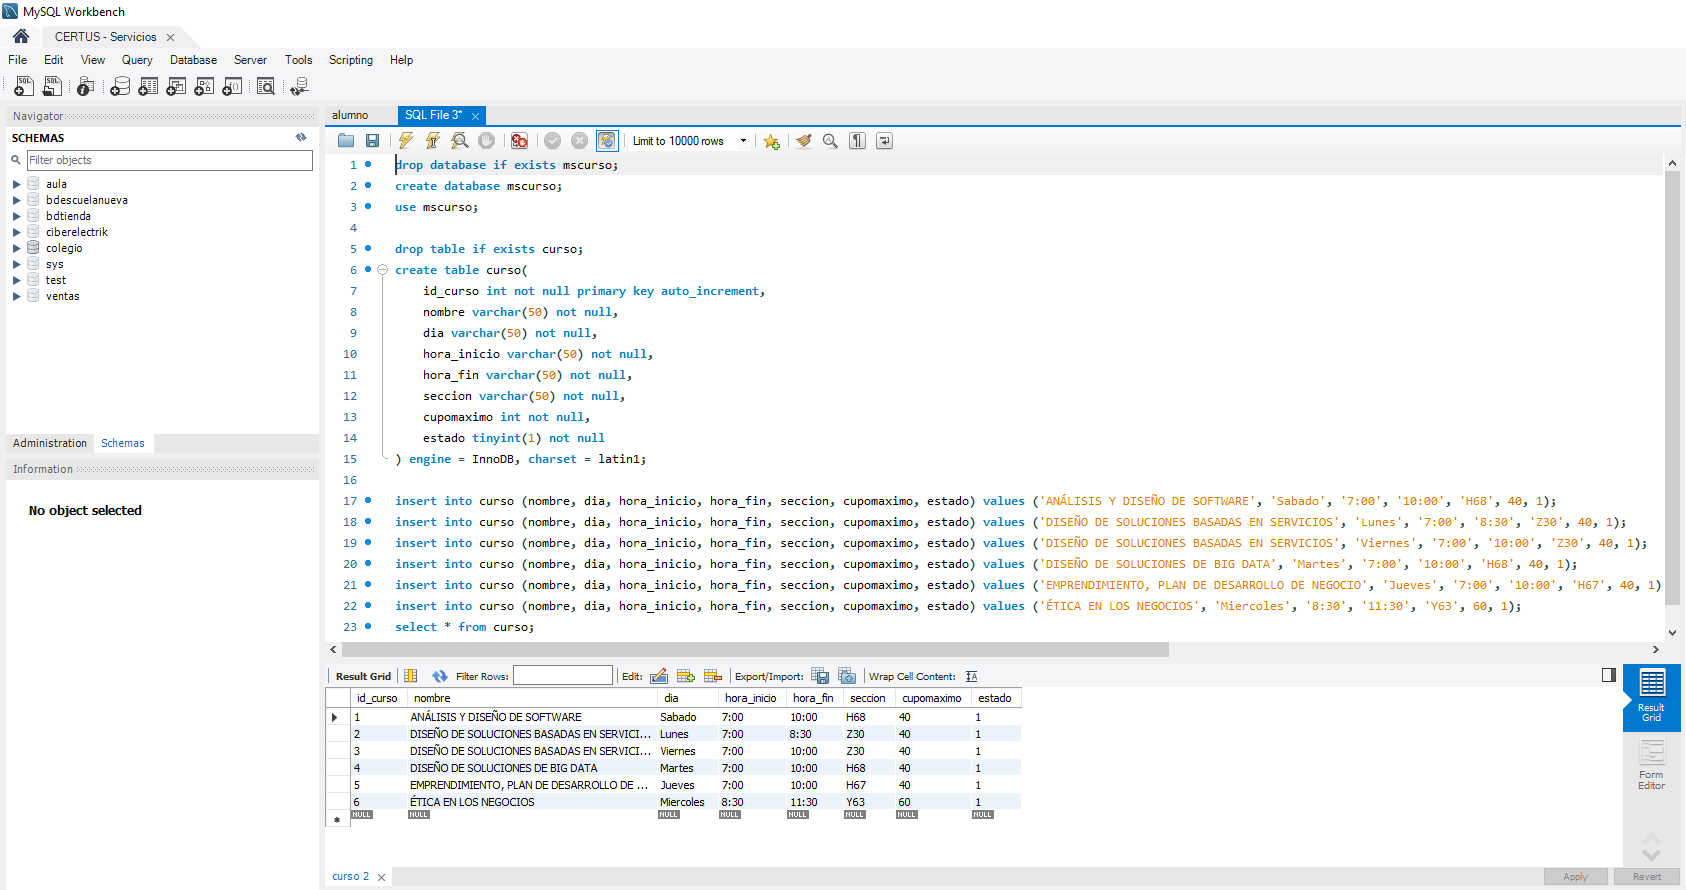 MySQL Workbench
CERTUS - Servicios
File Edit View Query Database Server Tools Scripting Help
Navigator
SCHEMAS
Filter objects
aula
bdescuelanueva
bdtienda
ciberelectrik
colegio
sys
test
ventas
Administration Schemas
Information
No object selected
alumno SQL File 3*
Limit to 10000 rows
1 drop database if exists mscurso;
2 create database mscurso;
3 use mscurso;
4
5 drop table if exists curso;
6 create table curso(
7 id_curso int not null primary key auto_increment,
8 nombre varchar(50) not null,
9 dia varchar(50) not null,
10 hora_inicio varchar(50) not null,
11 hora_fin varchar(50) not null,
12 seccion varchar(50) not null,
13 cupomaximo int not null,
14 estado tinyint(1) not null
15 ) engine = InnoDB, charset = latin1;
16
17 insert into curso (nombre, dia, hora_inicio, hora_fin, seccion, cupomaximo, estado) values ('ANÁLISIS Y DISEÑO DE SOFTWARE', 'Sabado', '7:00', '10:00', 'H68', 40, 1);
18 insert into curso (nombre, dia, hora_inicio, hora_fin, seccion, cupomaximo, estado) values ('DISEÑO DE SOLUCIONES BASADAS EN SERVICIOS', 'Lunes', '7:00', '8:30', 'Z30', 40, 1);
19 insert into curso (nombre, dia, hora_inicio, hora_fin, seccion, cupomaximo, estado) values ('DISEÑO DE SOLUCIONES BASADAS EN SERVICIOS', 'Viernes', '7:00', '10:00', 'Z30', 40, 1);
20 insert into curso (nombre, dia, hora_inicio, hora_fin, seccion, cupomaximo, estado) values ('DISEÑO DE SOLUCIONES DE BIG DATA', 'Martes', '7:00', '10:00', 'H68', 40, 1);
21 insert into curso (nombre, dia, hora_inicio, hora_fin, seccion, cupomaximo, estado) values ('EMPRENDIMIENTO, PLAN DE DESARROLLO DE NEGOCIO', 'Jueves', '7:00', '10:00', 'H67', 40, 1)
22 insert into curso (nombre, dia, hora_inicio, hora_fin, seccion, cupomaximo, estado) values ('ÉTICA EN LOS NEGOCIOS', 'Miercoles', '8:30', '11:30', 'Y63', 60, 1);
23 select * from curso;
Result Grid Filter Rows: Edit: Export/Import: Wrap Cell Content:
id_curso nombre dia hora_inicio hora_fin seccion cupomaximo estado
1 ANÁLISIS Y DISEÑO DE SOFTWARE Sabado 7:00 10:00 H68 40 1
2 DISEÑO DE SOLUCIONES BASADAS EN SERVICI... Lunes 7:00 8:30 Z30 40 1
3 DISEÑO DE SOLUCIONES BASADAS EN SERVICI... Viernes 7:00 10:00 Z30 40 1
4 DISEÑO DE SOLUCIONES DE BIG DATA Martes 7:00 10:00 H68 40 1
5 EMPRENDIMIENTO, PLAN DE DESARROLLO DE ... Jueves 7:00 10:00 H67 40 1
6 ÉTICA EN LOS NEGOCIOS Miercoles 8:30 11:30 Y63 60 1
NULL NULL NULL NULL NULL NULL NULL NULL
Result Grid
Form Editor
curso 2
Apply Revert